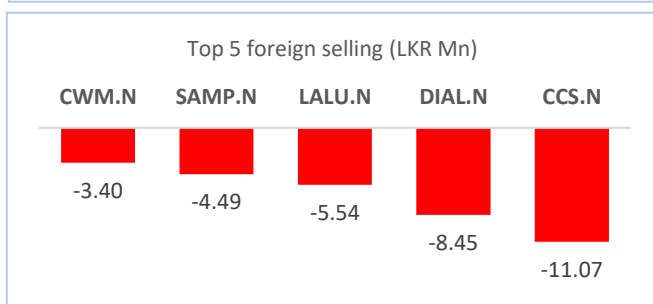 Top 5 foreign selling (LKR Mn)
CWM.N SAMP.N LALU.N DIAL.N CCS.N
-3.40
-4.49
-5.54
-8.45
-11.07